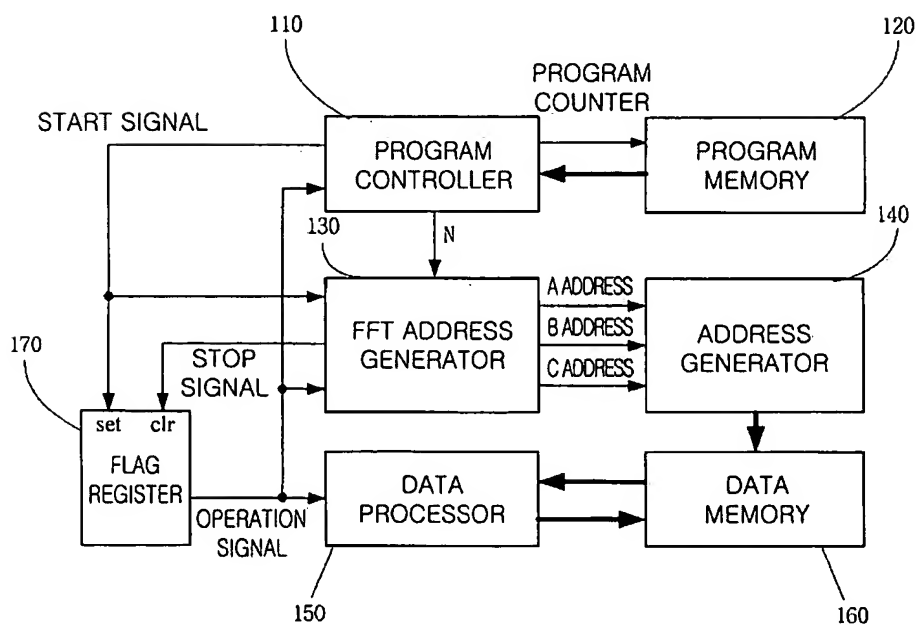 110
120
PROGRAM
COUNTER
START SIGNAL
PROGRAM
CONTROLLER
PROGRAM
MEMORY
N
130
140
A ADDRESS
B ADDRESS
C ADDRESS
FFT ADDRESS
GENERATOR
ADDRESS
GENERATOR
170
STOP
SIGNAL
set clr
FLAG
REGISTER
DATA
PROCESSOR
DATA
MEMORY
OPERATION
SIGNAL
150
160